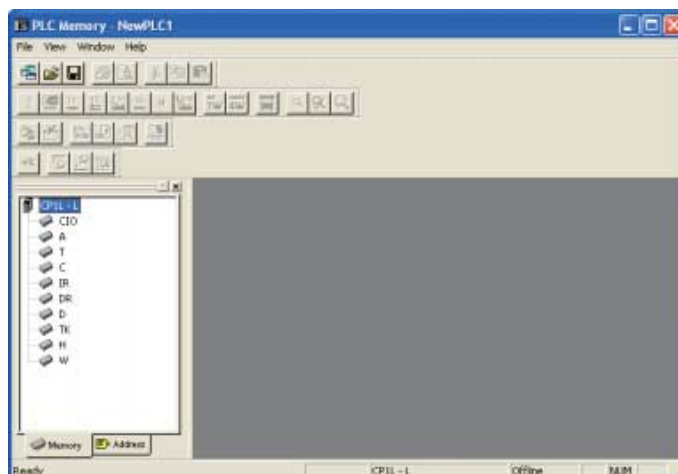 PLC Memory - NewPLC1
File View Window Help
CP1L - L
CIO
A
T
C
IR
DR
D
TK
H
W
Memory Address
Ready CP1L - L Offline NUM